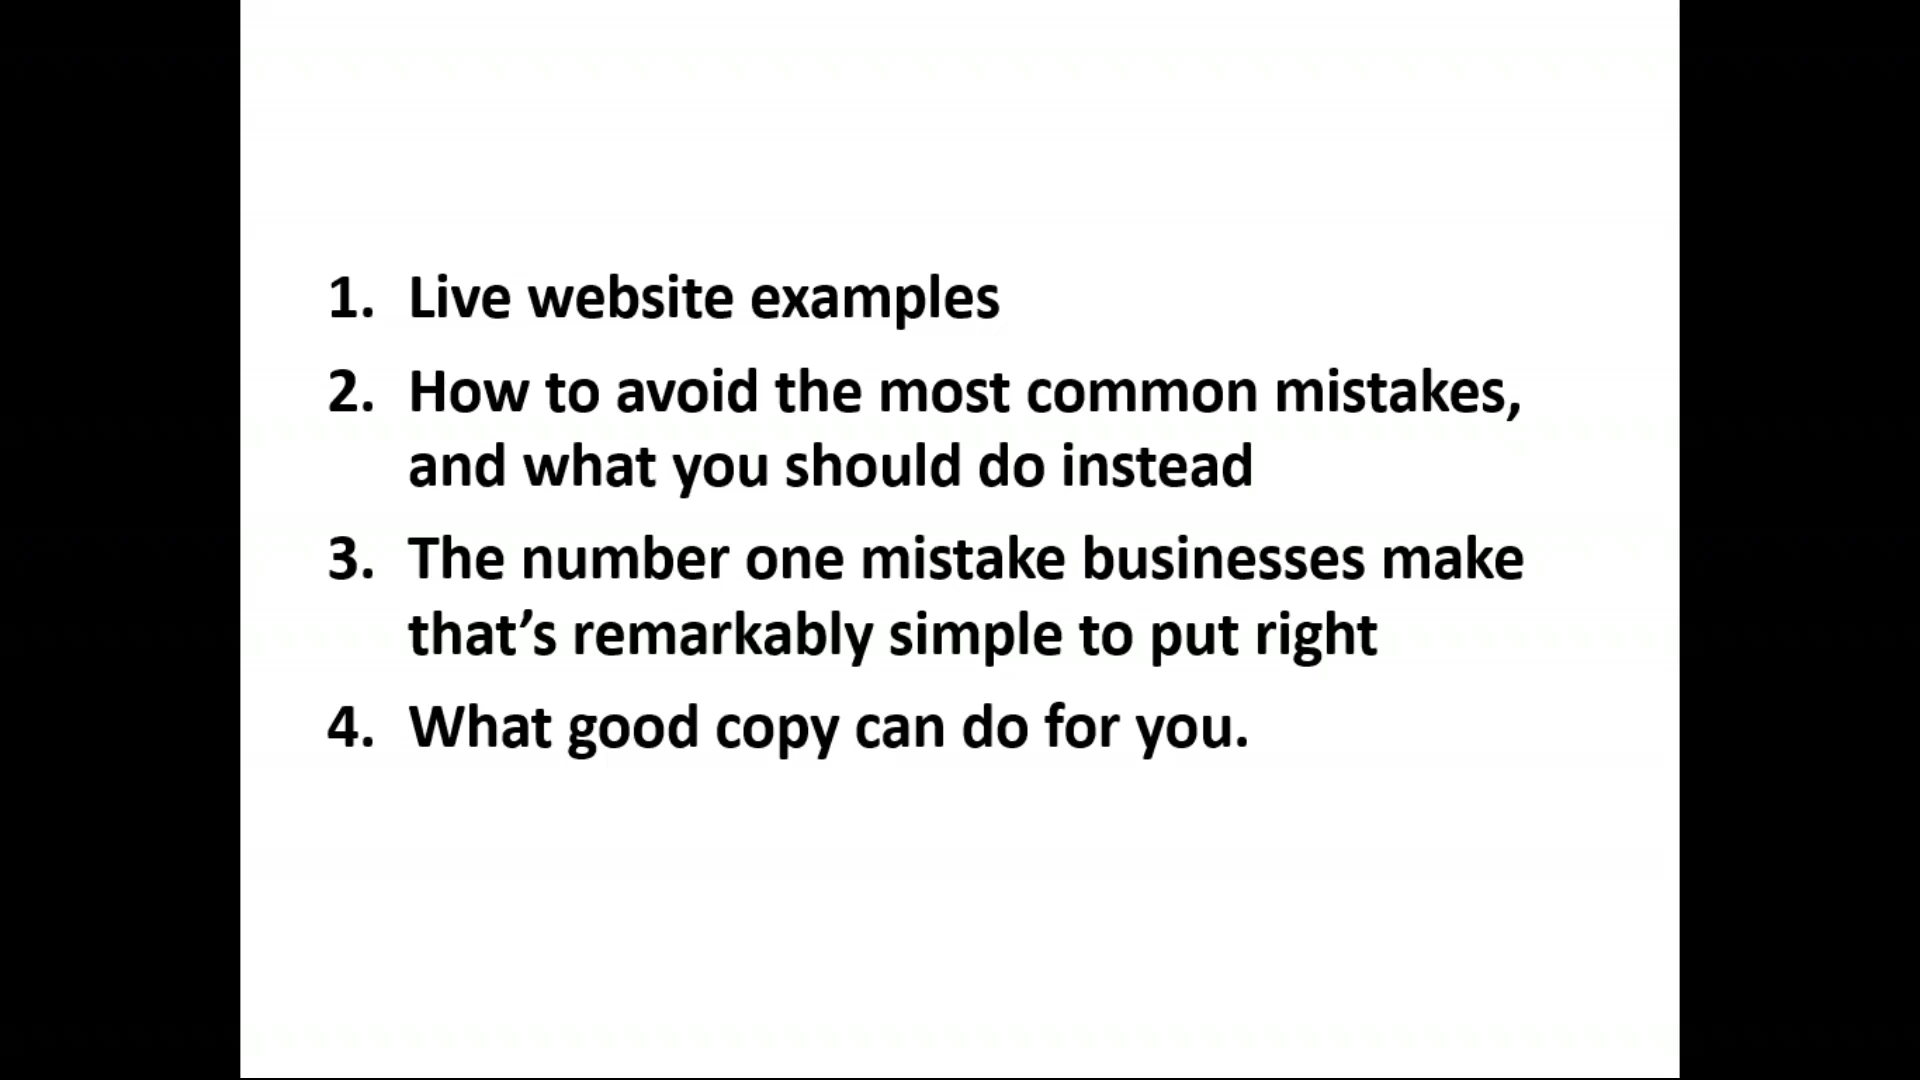 1. Live website examples
2. How to avoid the most common mistakes,
and what you should do instead
3. The number one mistake businesses make
that’s remarkably simple to put right
4. What good copy can do for you.